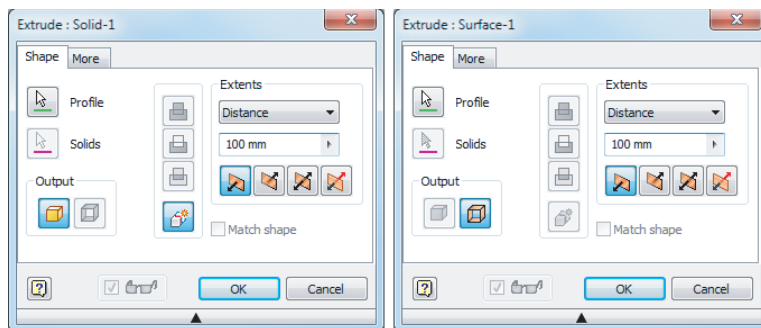 Extrude : Solid-1
Shape More
Profile
Solids
Output
Extents
Distance
100 mm
Match shape
OK Cancel
Extrude : Surface-1
Shape More
Profile
Solids
Output
Extents
Distance
100 mm
Match shape
OK Cancel